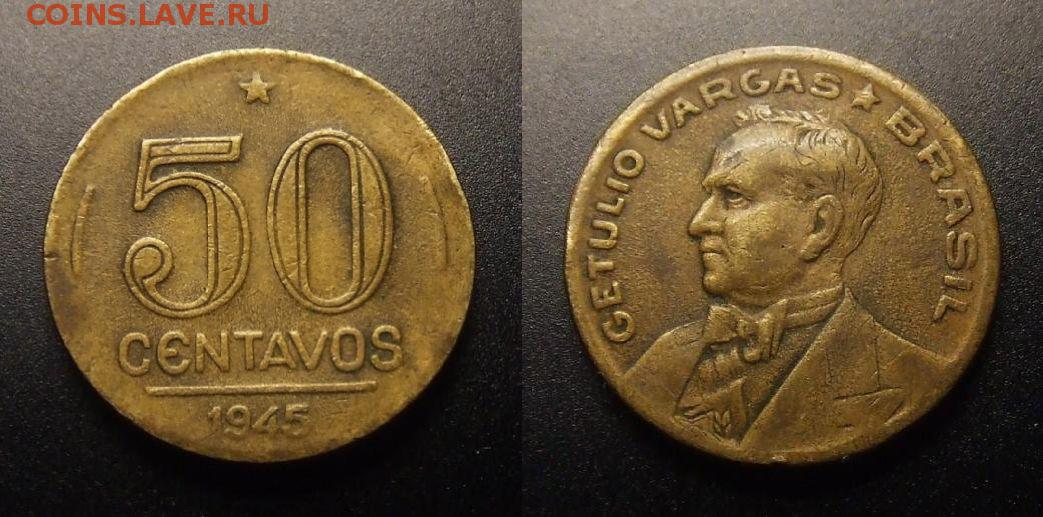 COINS.LAVE.RU
50
CENTAVOS
1945
GETULIO VARGAS ★ BRASIL